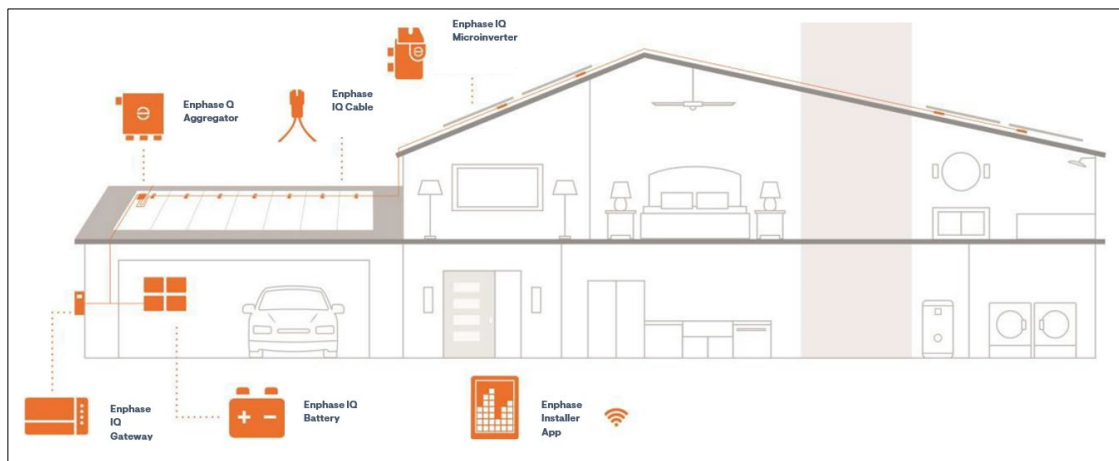 Enphase IQ
Microinverter
Enphase Q
Aggregator
Enphase
IQ Cable
Enphase
IQ
Gateway
Enphase IQ
Battery
Enphase
Installer
App